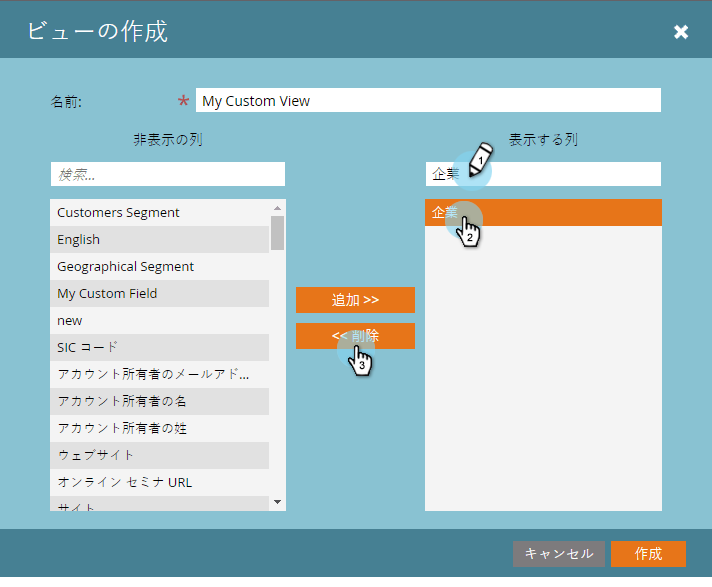 ビューの作成
名前:
* My Custom View
非表示の列
表示する列
検索...
企業
1
Customers Segment
English
Geographical Segment
My Custom Field
new
SIC コード
アカウント所有者のメールアド...
アカウント所有者の名
アカウント所有者の姓
ウェブサイト
オンライン セミナ URL
サイト
追加 >>
<< 削除
3
企業
2
キャンセル
作成